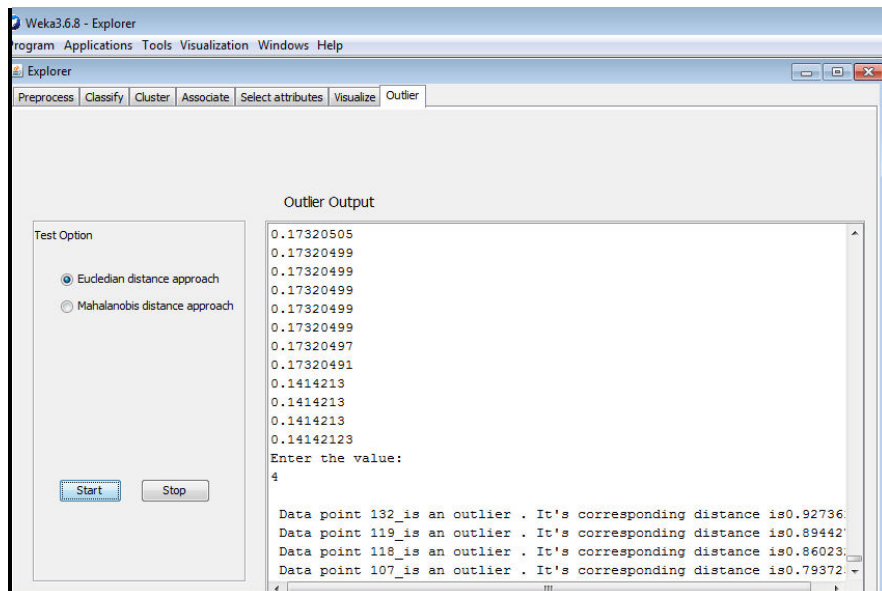 Weka3.6.8 - Explorer
rogram Applications Tools Visualization Windows Help
Explorer
Preprocess Classify Cluster Associate Select attributes Visualize Outlier
Outlier Output
Test Option
Eucledian distance approach
Mahalanobis distance approach
Start Stop
0.17320505
0.17320499
0.17320499
0.17320499
0.17320499
0.17320499
0.17320497
0.17320491
0.1414213
0.1414213
0.1414213
0.14142123
Enter the value:
4
Data point 132_is an outlier . It's corresponding distance is0.92736
Data point 119_is an outlier . It's corresponding distance is0.89442
Data point 118_is an outlier . It's corresponding distance is0.86023
Data point 107_is an outlier . It's corresponding distance is0.79372